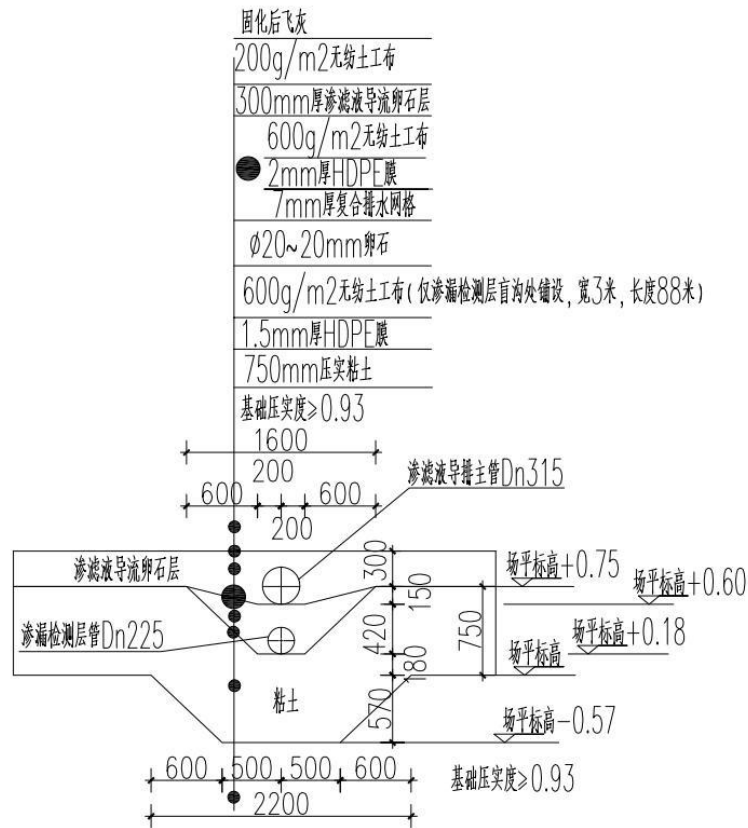 固化后飞灰
200g/m2无纺土工布
300mm厚渗滤液导流卵石层
600g/m2无纺土工布
2mm厚HDPE膜
7mm厚复合排水网格
ø20~20mm卵石
600g/m2无纺土工布(仅渗漏检测层盲沟处铺设,宽3米,长度88米)
1.5mm厚HDPE膜
750mm压实粘土
基础压实度≥0.93
1600
200
600
600
200
渗滤液导排主管Dn315
渗滤液导流卵石层
300
场平标高+0.75
150
场平标高+0.60
渗漏检测层管Dn225
420
750
场平标高+0.18
180
场平标高
粘土
570
场平标高-0.57
600
500
500
600
基础压实度≥0.93
2200